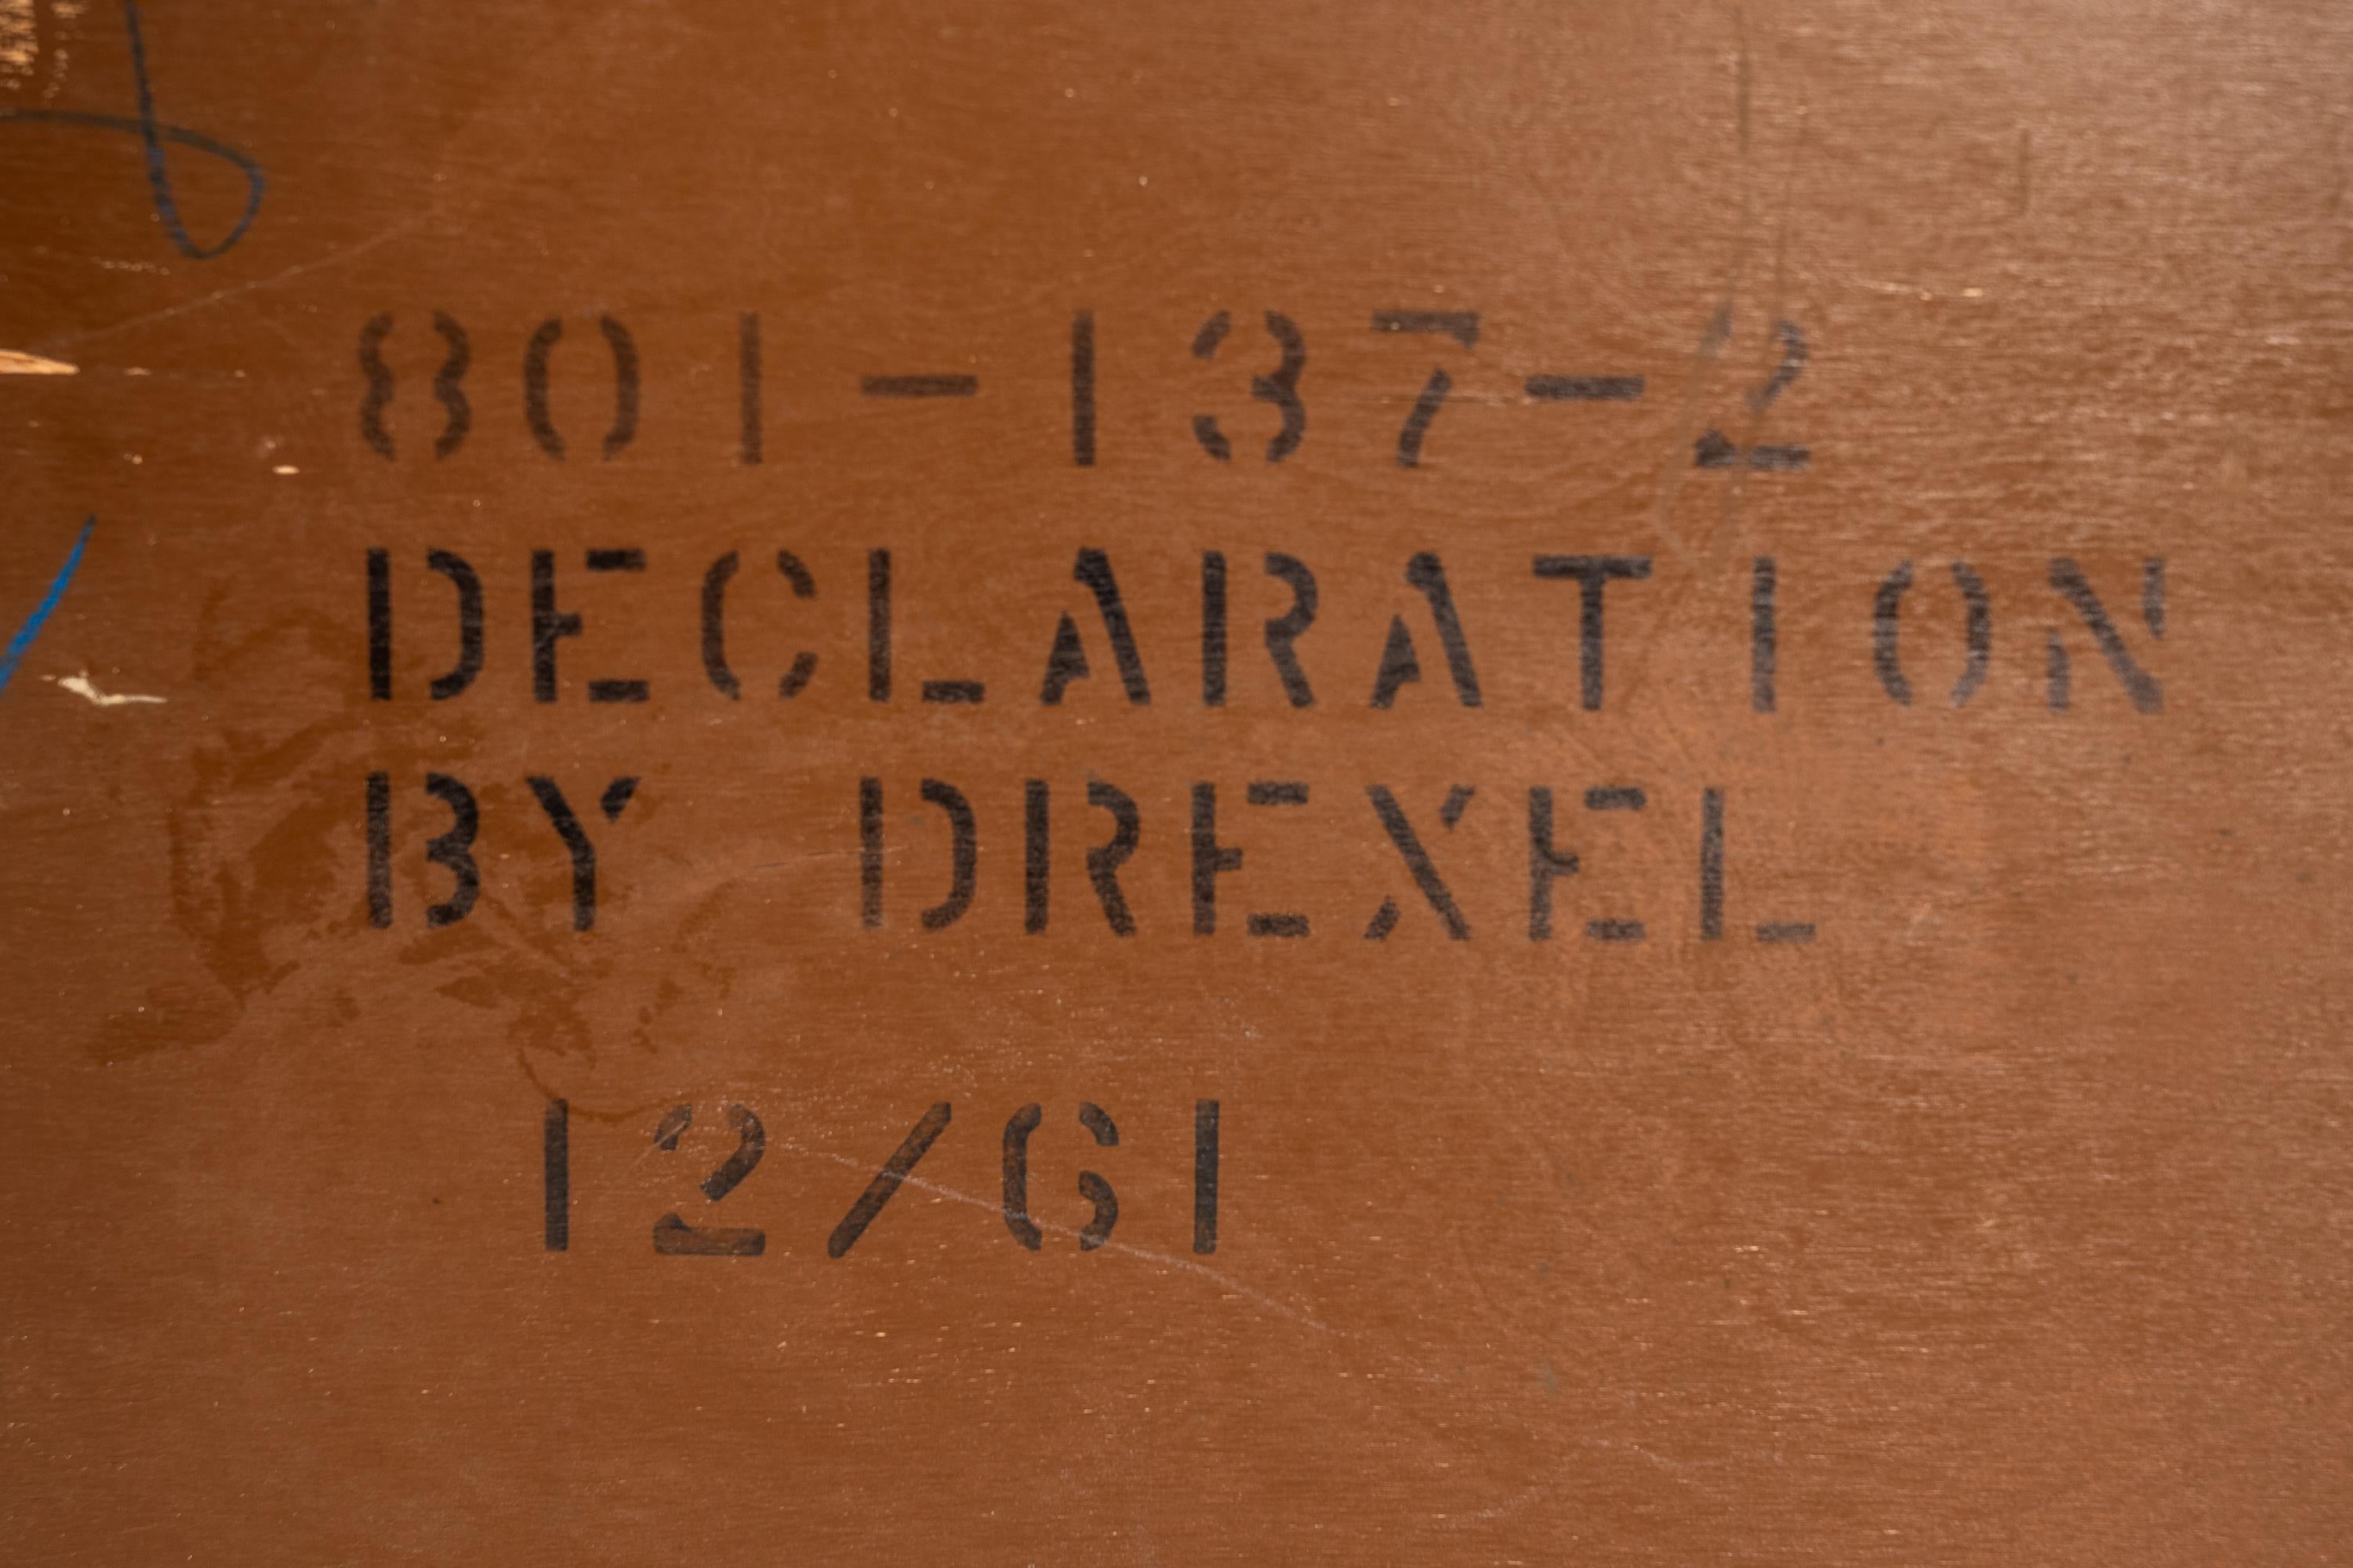 801-137-2
DECLARATION
BY DREXEL
12/61